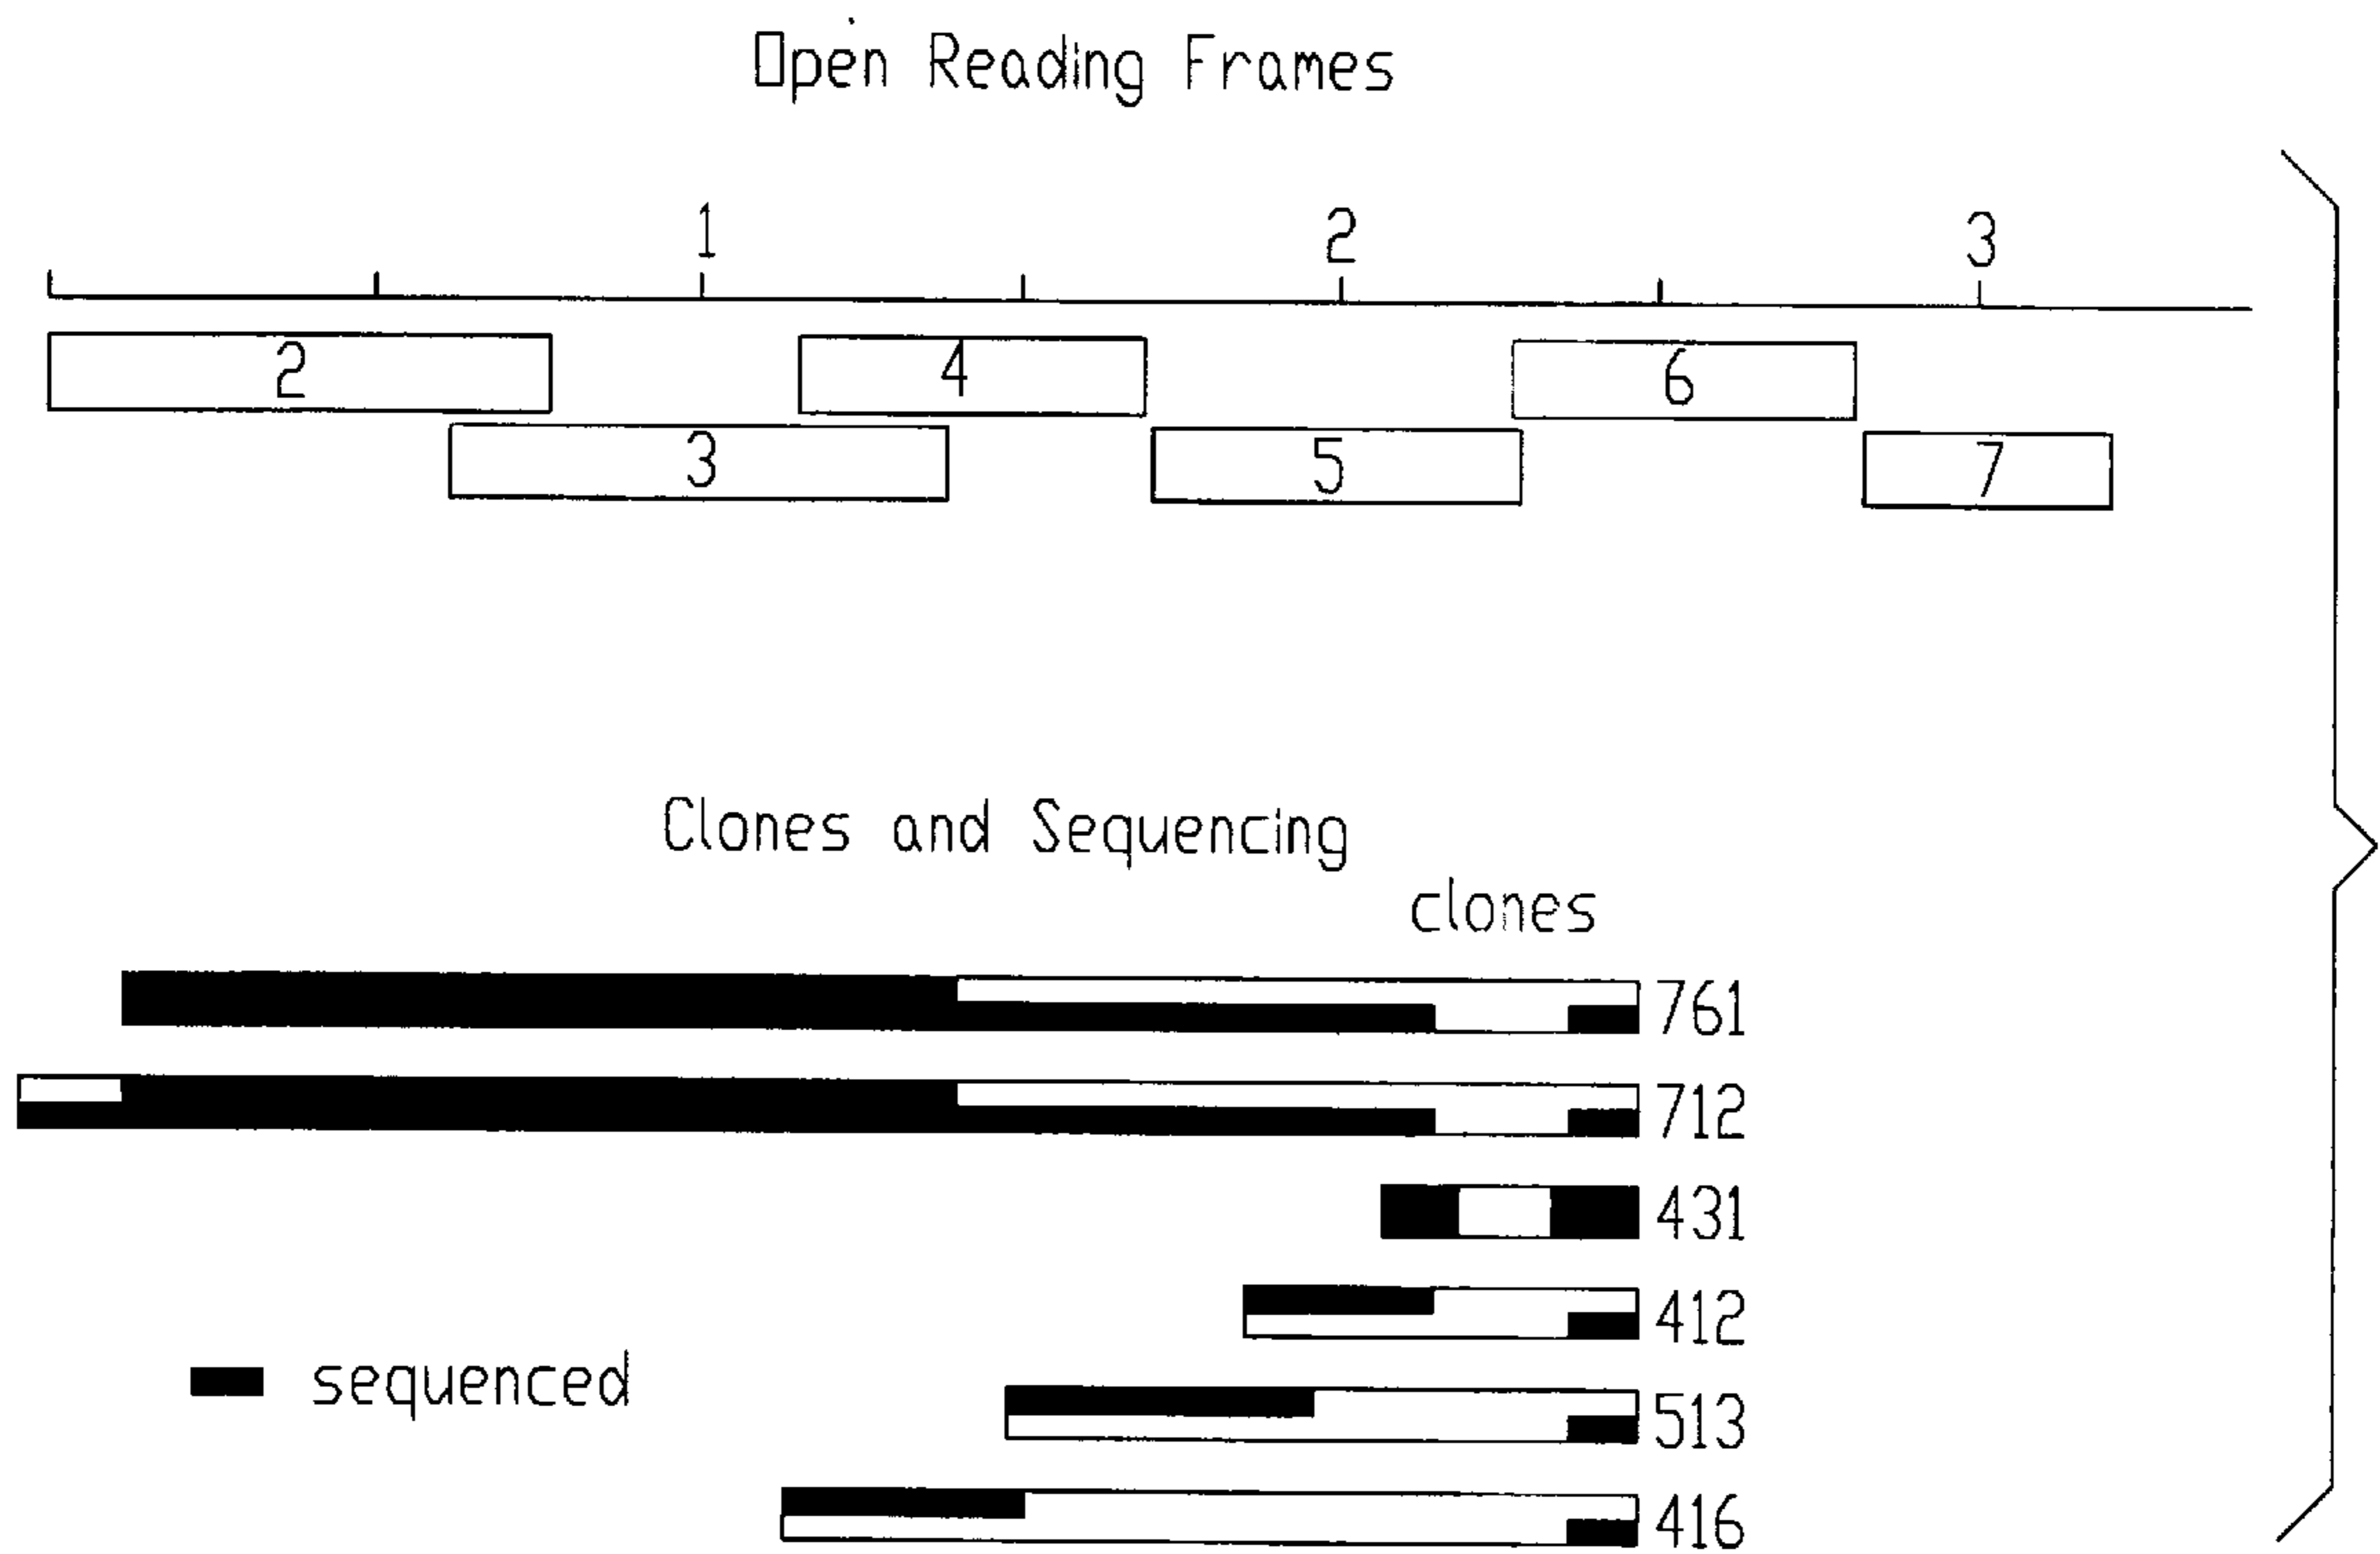 Open Reading Frames
1 2 3
2 4 6
3 5 7
Clones and Sequencing
clones
761
712
431
412
sequenced
513
416